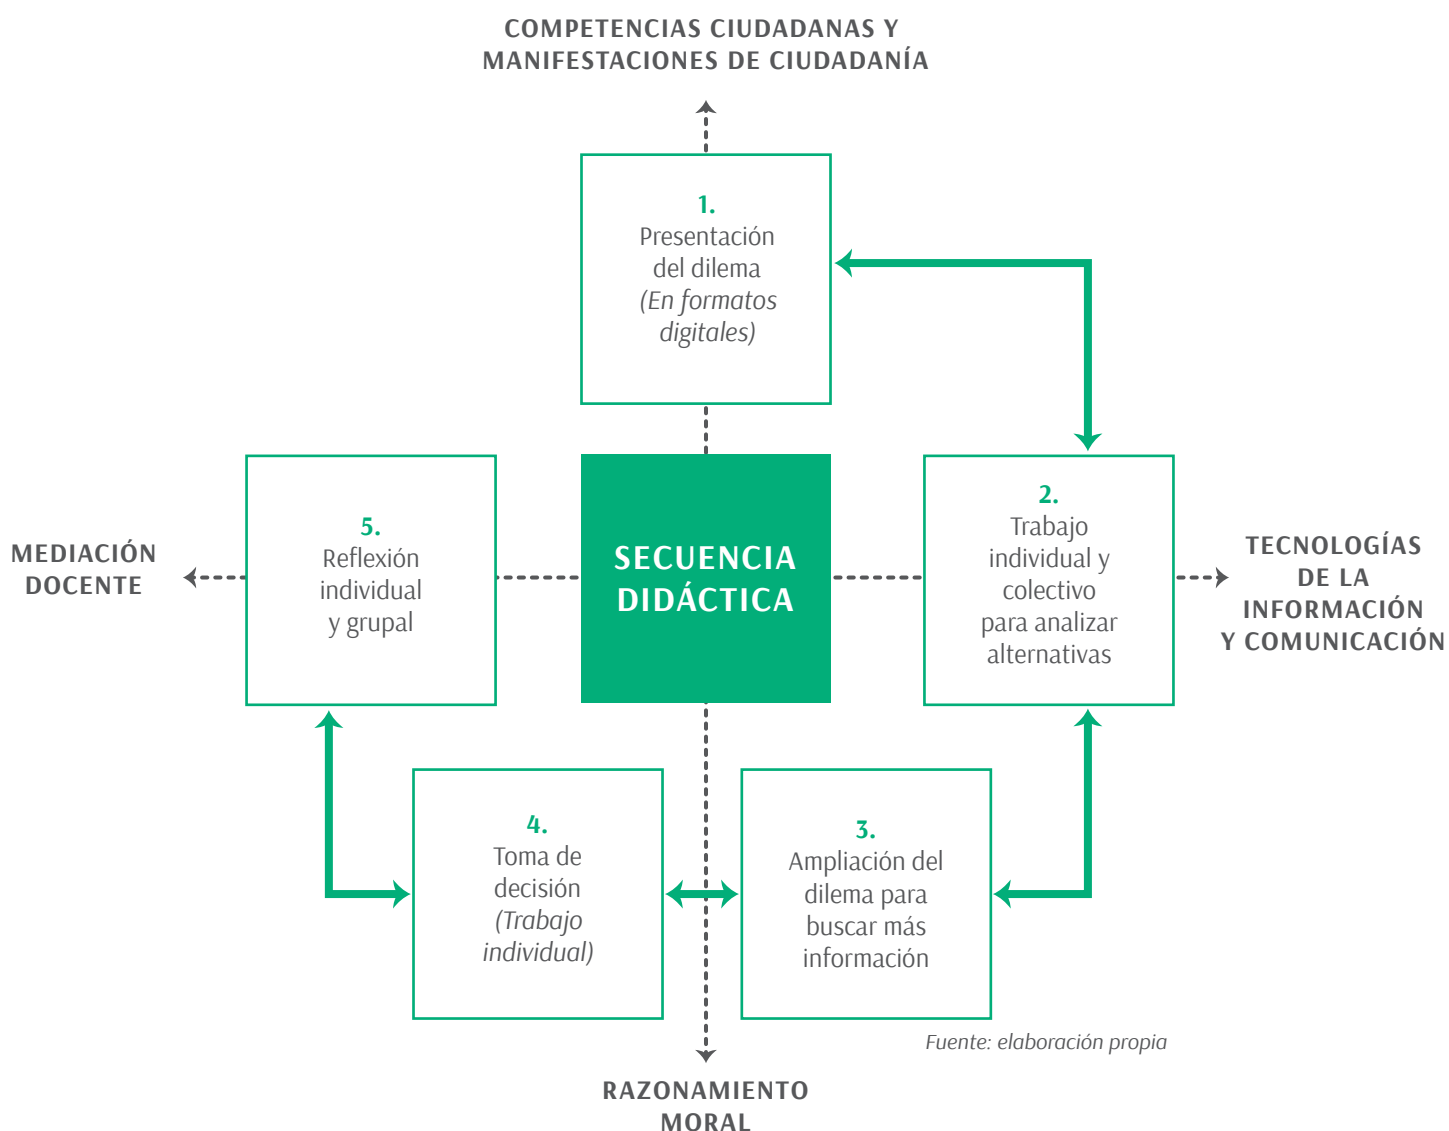 COMPETENCIAS CIUDADANAS Y
MANIFESTACIONES DE CIUDADANÍA
1.
Presentación
del dilema
(En formatos
digitales)
MEDIACIÓN
DOCENTE
5.
Reflexión
individual
y grupal
SECUENCIA
DIDÁCTICA
2.
Trabajo
individual y
colectivo
para analizar
alternativas
TECNOLOGÍAS
DE LA
INFORMACIÓN
Y COMUNICACIÓN
4.
Toma de
decisión
(Trabajo
individual)
3.
Ampliación del
dilema para
buscar más
información
Fuente: elaboración propia
RAZONAMIENTO
MORAL